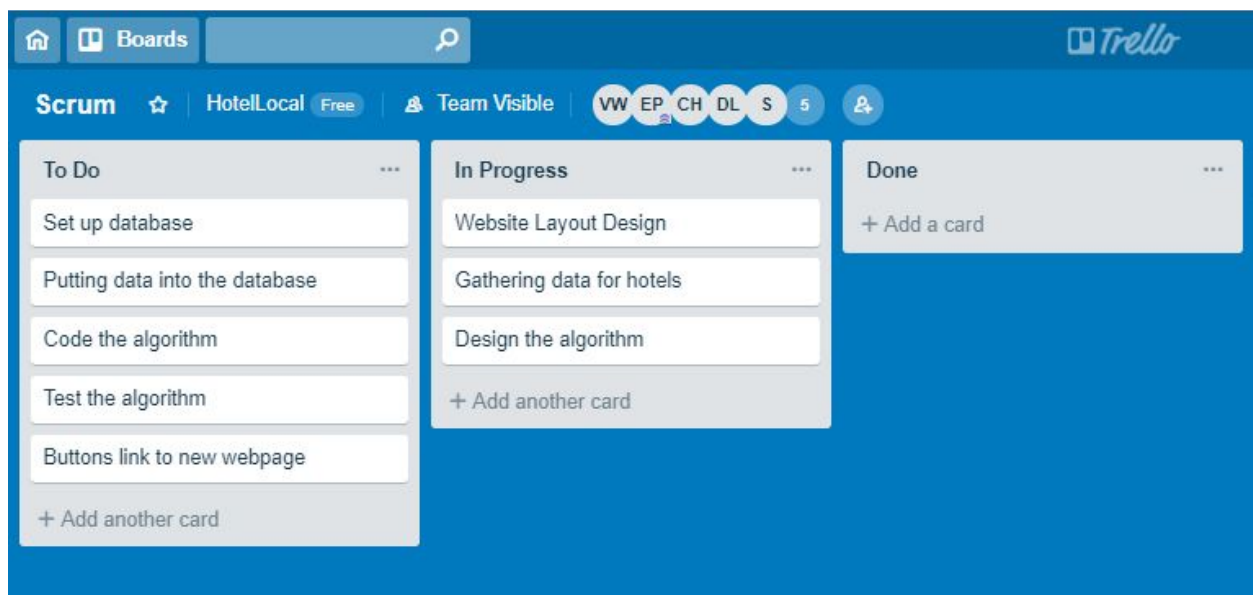 Boards
Trello
Scrum HotelLocal Free Team Visible VW EP CH DL S 5
To Do
Set up database
Putting data into the database
Code the algorithm
Test the algorithm
Buttons link to new webpage
+ Add another card
In Progress
Website Layout Design
Gathering data for hotels
Design the algorithm
+ Add another card
Done
+ Add a card